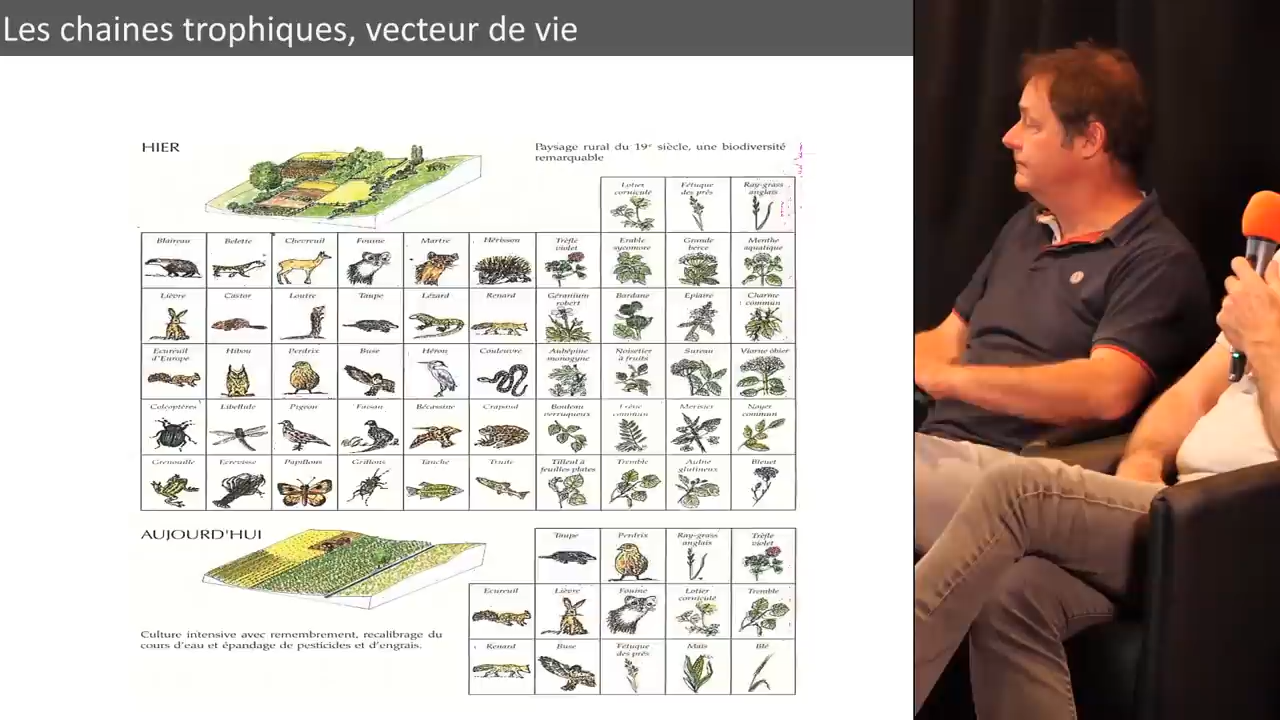 Les chaines trophiques, vecteur de vie
HIER
Paysage rural du 19e siècle, une biodiversité
remarquable
Lotier
corniculé
Fétuque
des prés
Ray-grass
anglais
Blaireau
Belette
Chevreuil
Fouine
Martre
Hérisson
Trèfle
violet
Erable
sycomore
Grande
berce
Menthe
aquatique
Lièvre
Castor
Loutre
Taupe
Lézard
Renard
Géranium
robert
Bardane
Epiaire
Charme
commun
Ecureuil
d'Europe
Hibou
Perdrix
Buse
Héron
Couleuvre
Aubépine
monogyne
Noisetier
à fruits
Sureau
Viorne obier
Coléoptères
Libellule
Pigeon
Faisan
Bécassine
Crapaud
Bouleau
verruqueux
Frêne
commun
Merisier
Noyer
commun
Grenouille
Ecrevisse
Papillons
Grillons
Tanche
Truite
Tilleul à
feuilles plates
Tremble
Aulne
glutineux
Bleuet
AUJOURD'HUI
Taupe
Perdrix
Ray-grass
anglais
Trèfle
violet
Ecureuil
Lièvre
Fouine
Lotier
corniculé
Tremble
Culture intensive avec remembrement, recalibrage du
cours d'eau et épandage de pesticides et d'engrais.
Renard
Buse
Fétuque
des prés
Maïs
Blé